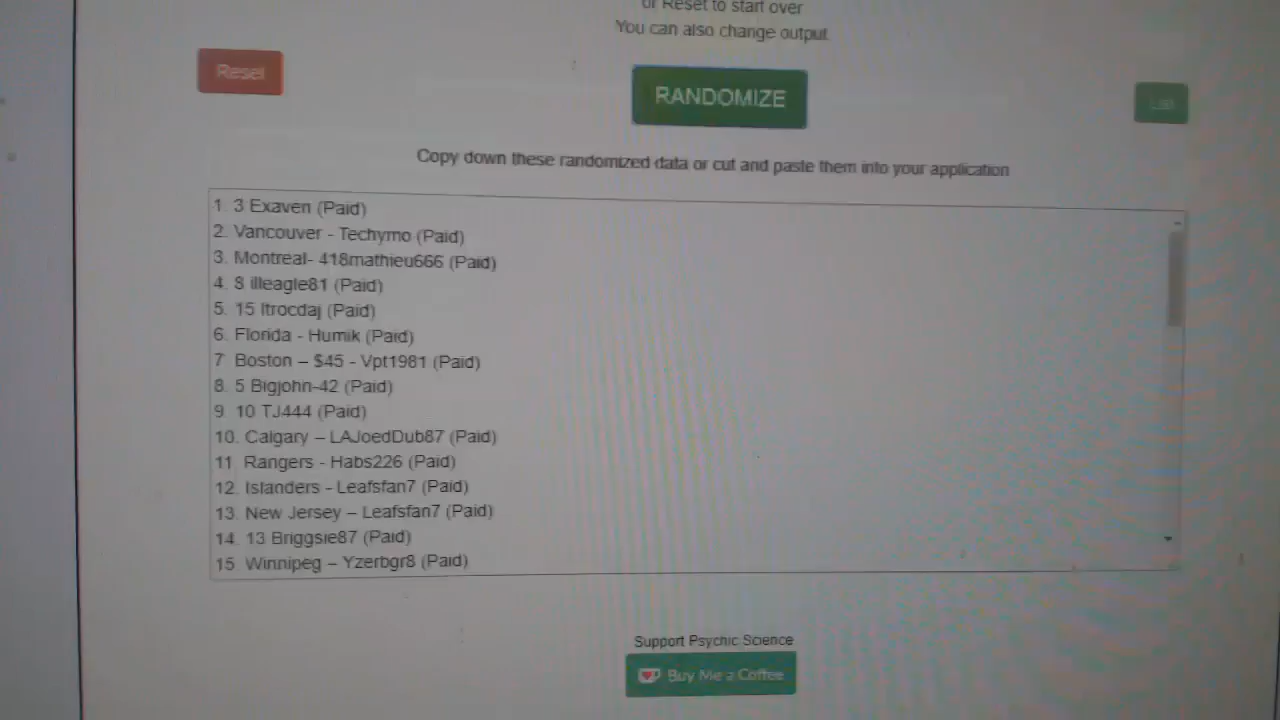 or Reset to start over
You can also change output
Reset
RANDOMIZE
List
Copy down these randomized data or cut and paste them into your application
1. 3 Exaven (Paid)
2. Vancouver - Techymo (Paid)
3. Montreal- 418mathieu666 (Paid)
4. 8 illeagle81 (Paid)
5. 15 ltrocdaj (Paid)
6. Florida - Humik (Paid)
7. Boston – $45 - Vpt1981 (Paid)
8. 5 Bigjohn-42 (Paid)
9. 10 TJ444 (Paid)
10. Calgary – LAJoedDub87 (Paid)
11. Rangers - Habs226 (Paid)
12. Islanders - Leafsfan7 (Paid)
13. New Jersey – Leafsfan7 (Paid)
14. 13 Briggsie87 (Paid)
15. Winnipeg – Yzerbgr8 (Paid)
Support Psychic Science
Buy Me a Coffee